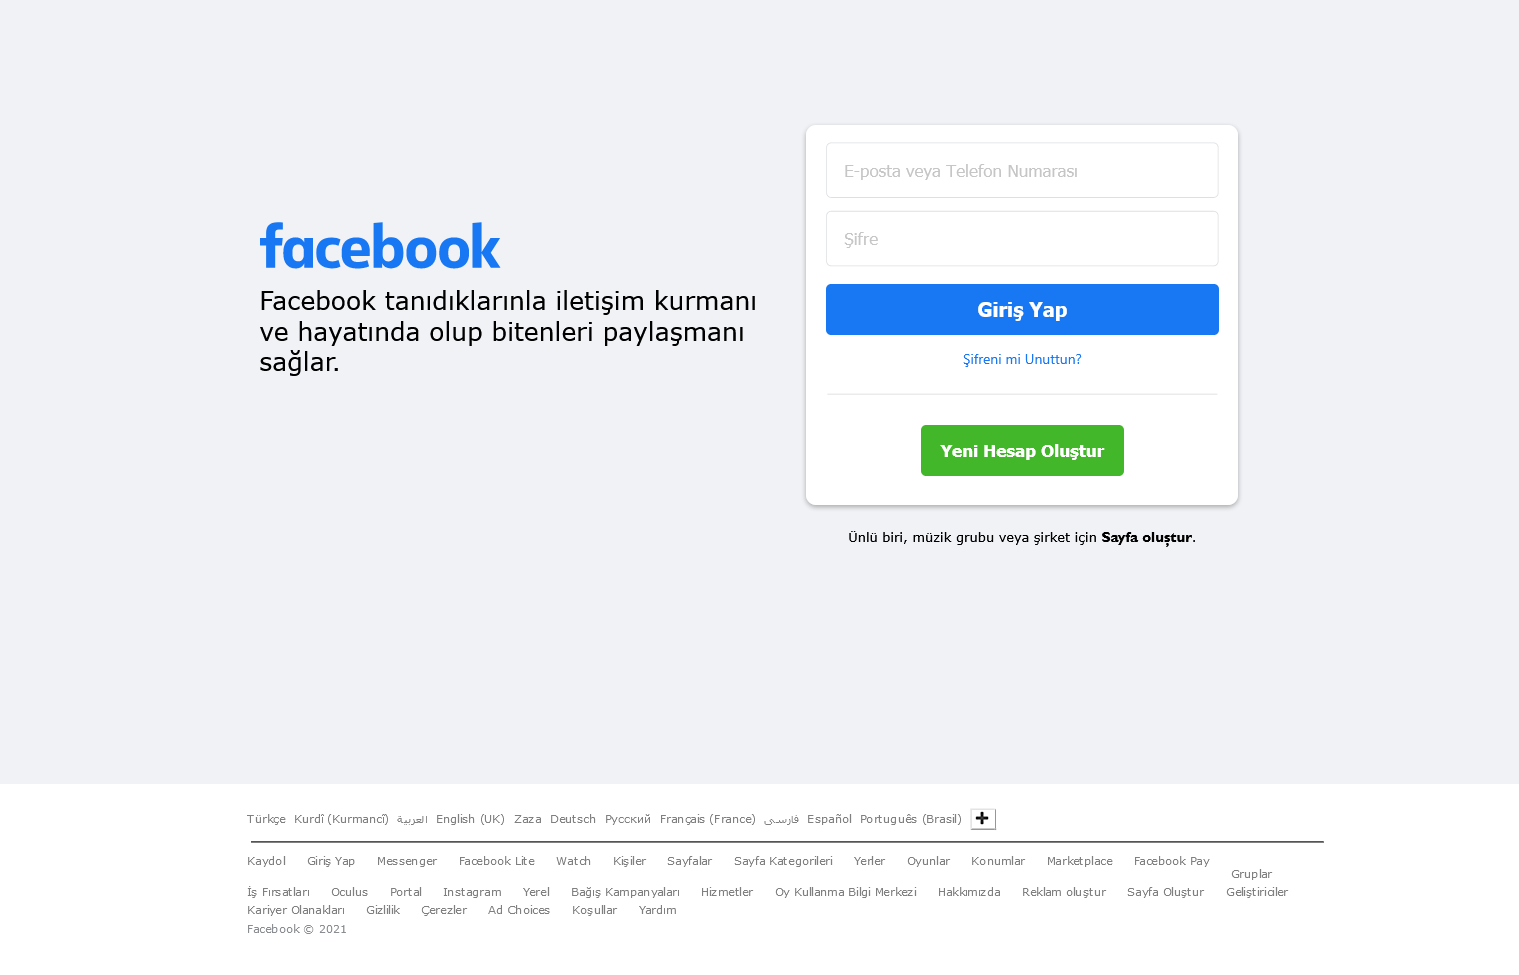 facebook
Facebook tanıdıklarınla iletişim kurmanı
ve hayatında olup bitenleri paylaşmanı
sağlar.
E-posta veya Telefon Numarası
Şifre
Giriş Yap
Şifreni mi Unuttun?
Yeni Hesap Oluştur
Ünlü biri, müzik grubu veya şirket için Sayfa oluştur.
Türkçe Kurdî (Kurmancî) العربية English (UK) Zaza Deutsch Русский Français (France) فارسی Español Português (Brasil)
Kaydol Giriş Yap Messenger Facebook Lite Watch Kişiler Sayfalar Sayfa Kategorileri Yerler Oyunlar Konumlar Marketplace Facebook Pay
Gruplar
İş Fırsatları Oculus Portal Instagram Yerel Bağış Kampanyaları Hizmetler Oy Kullanma Bilgi Merkezi Hakkımızda Reklam oluştur Sayfa Oluştur Geliştiriciler
Kariyer Olanakları Gizlilik Çerezler Ad Choices Koşullar Yardım
Facebook © 2021